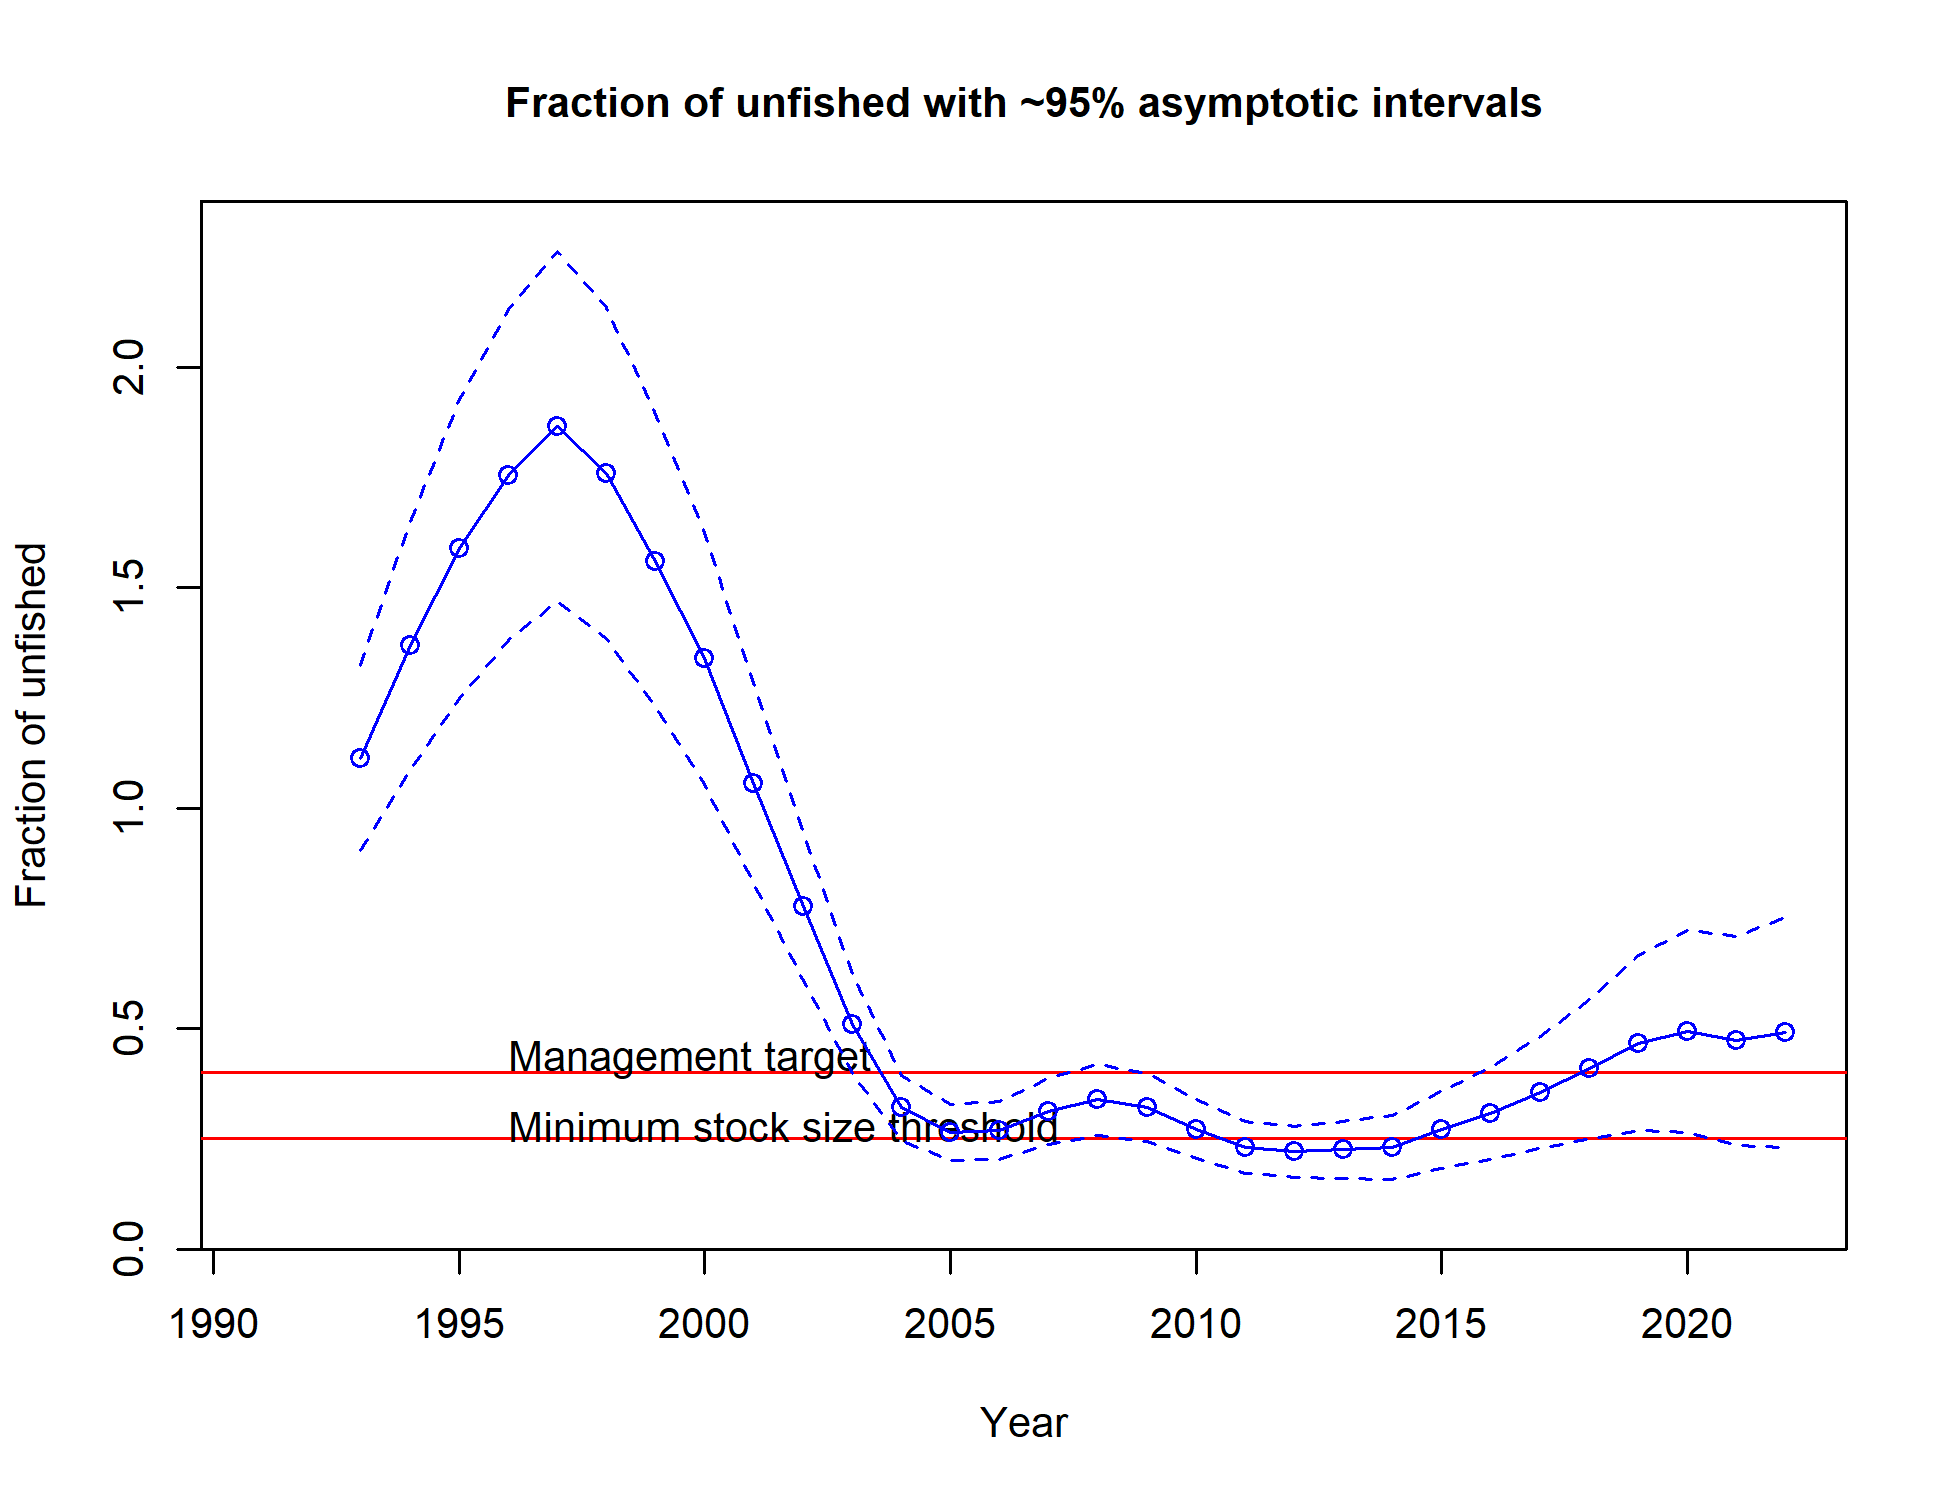 Fraction of unfished with ~95% asymptotic intervals
Fraction of unfished
2.0
1.5
1.0
0.5
0.0
Management target
Minimum stock size threshold
1990 1995 2000 2005 2010 2015 2020
Year